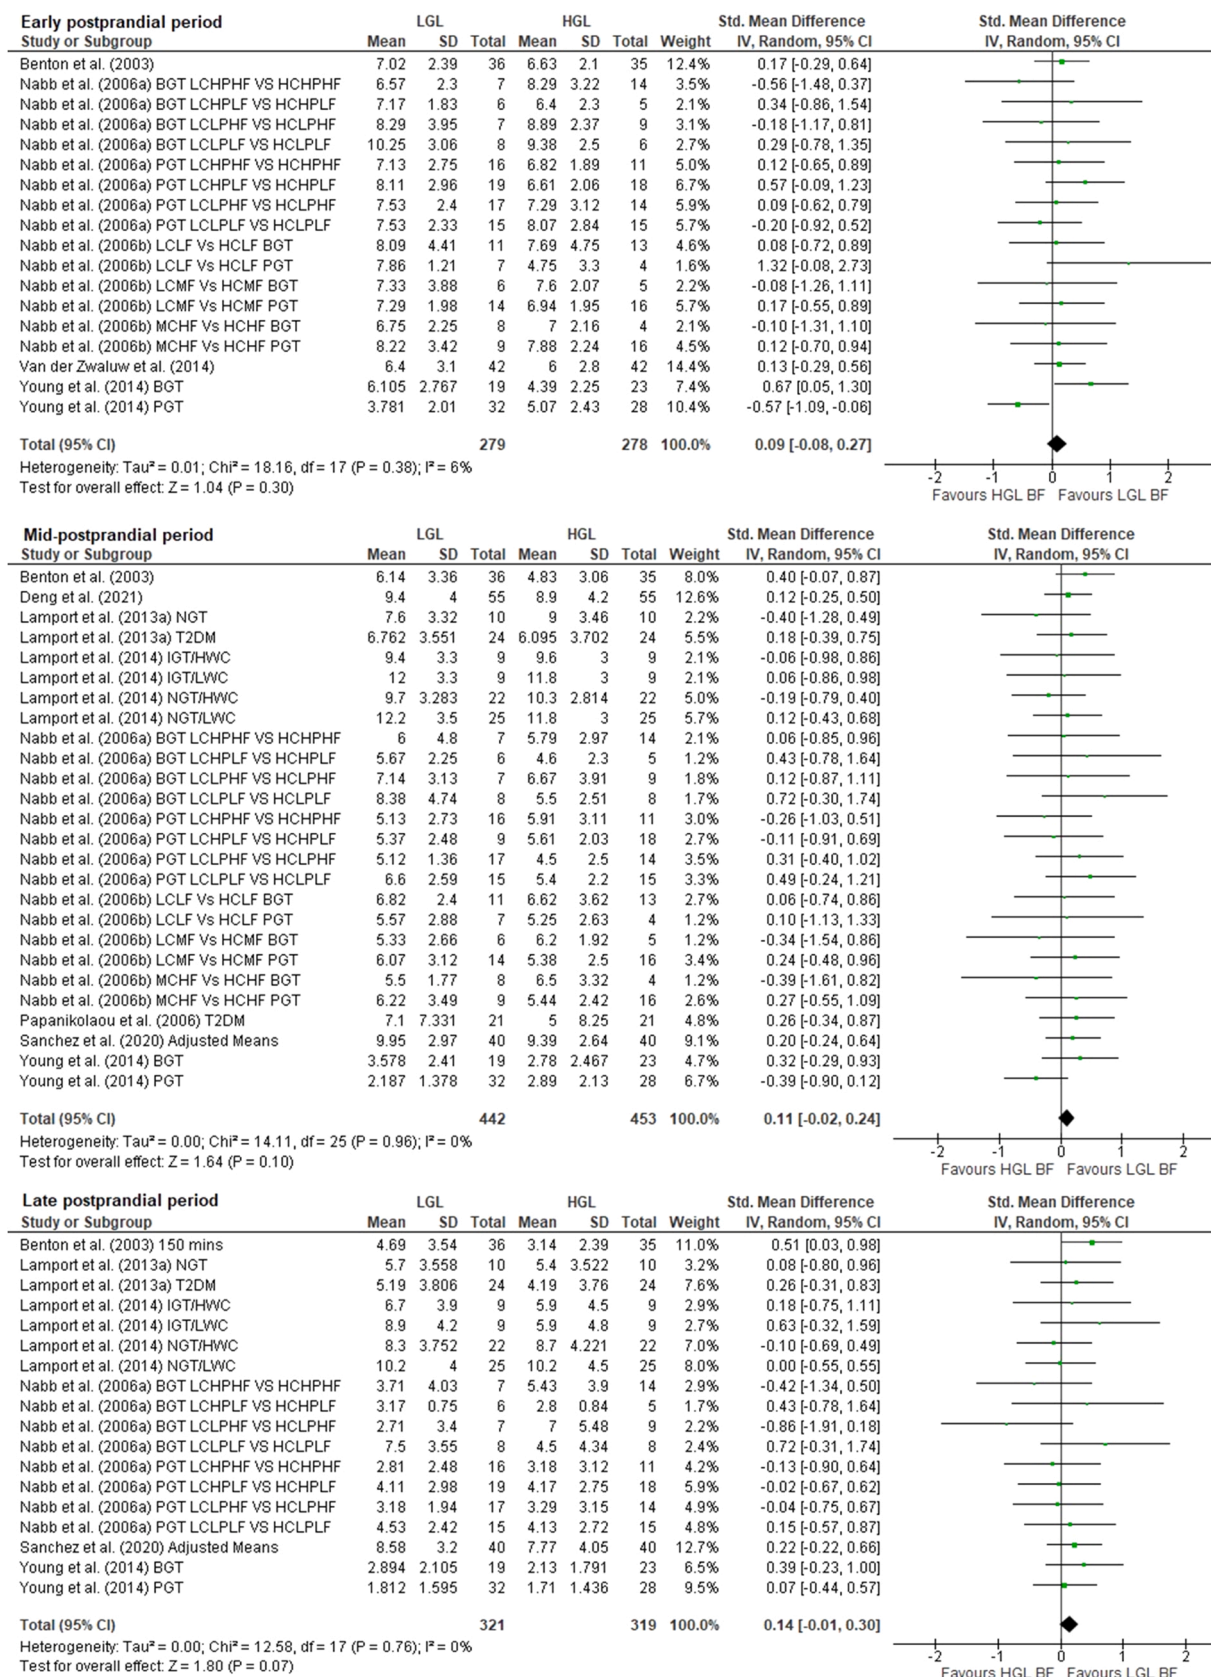 Early postprandial period LGL HGL Std. Mean Difference Std. Mean Difference
Study or Subgroup Mean SD Total Mean SD Total Weight IV, Random, 95% CI IV, Random, 95% CI
Benton et al. (2003) 7.02 2.39 36 6.63 2.1 35 12.4% 0.17 [-0.29, 0.64]
Nabb et al. (2006a) BGT LCHPHF VS HCHPHF 6.57 2.3 7 8.29 3.22 14 3.5% -0.56 [-1.48, 0.37]
Nabb et al. (2006a) BGT LCHPLF VS HCHPLF 7.17 1.83 6 6.4 2.3 5 2.1% 0.34 [-0.86, 1.54]
Nabb et al. (2006a) BGT LCLPHF VS HCLPHF 8.29 3.95 7 8.89 2.37 9 3.1% -0.18 [-1.17, 0.81]
Nabb et al. (2006a) BGT LCLPLF VS HCLPLF 10.25 3.06 8 9.38 2.5 6 2.7% 0.29 [-0.78, 1.35]
Nabb et al. (2006a) PGT LCHPHF VS HCHPHF 7.13 2.75 16 6.82 1.89 11 5.0% 0.12 [-0.65, 0.89]
Nabb et al. (2006a) PGT LCHPLF VS HCHPLF 8.11 2.96 19 6.61 2.06 18 6.7% 0.57 [-0.09, 1.23]
Nabb et al. (2006a) PGT LCLPHF VS HCLPHF 7.53 2.4 17 7.29 3.12 14 5.9% 0.09 [-0.62, 0.79]
Nabb et al. (2006a) PGT LCLPLF VS HCLPLF 7.53 2.33 15 8.07 2.84 15 5.7% -0.20 [-0.92, 0.52]
Nabb et al. (2006b) LCLF Vs HCLF BGT 8.09 4.41 11 7.69 4.75 13 4.6% 0.08 [-0.72, 0.89]
Nabb et al. (2006b) LCLF Vs HCLF PGT 7.86 1.21 7 4.75 3.3 4 1.6% 1.32 [-0.08, 2.73]
Nabb et al. (2006b) LCMF Vs HCMF BGT 7.33 3.88 6 7.6 2.07 5 2.2% -0.08 [-1.26, 1.11]
Nabb et al. (2006b) LCMF Vs HCMF PGT 7.29 1.98 14 6.94 1.95 16 5.7% 0.17 [-0.55, 0.89]
Nabb et al. (2006b) MCHF Vs HCHF BGT 6.75 2.25 8 7 2.16 4 2.1% -0.10 [-1.31, 1.10]
Nabb et al. (2006b) MCHF Vs HCHF PGT 8.22 3.42 9 7.88 2.24 16 4.5% 0.12 [-0.70, 0.94]
Van der Zwaluw et al. (2014) 6.4 3.1 42 6 2.8 42 14.4% 0.13 [-0.29, 0.56]
Young et al. (2014) BGT 6.105 2.767 19 4.39 2.25 23 7.4% 0.67 [0.05, 1.30]
Young et al. (2014) PGT 3.781 2.01 32 5.07 2.43 28 10.4% -0.57 [-1.09, -0.06]
Total (95% CI) 279 278 100.0% 0.09 [-0.08, 0.27]
Heterogeneity: Tau² = 0.01; Chi² = 18.16, df = 17 (P = 0.38); I² = 6%
Test for overall effect: Z = 1.04 (P = 0.30)
-2 -1 0 1 2
Favours HGL BF Favours LGL BF
Mid-postprandial period LGL HGL Std. Mean Difference Std. Mean Difference
Study or Subgroup Mean SD Total Mean SD Total Weight IV, Random, 95% CI IV, Random, 95% CI
Benton et al. (2003) 6.14 3.36 36 4.83 3.06 35 8.0% 0.40 [-0.07, 0.87]
Deng et al. (2021) 9.4 4 55 8.9 4.2 55 12.6% 0.12 [-0.25, 0.50]
Lamport et al. (2013a) NGT 7.6 3.32 10 9 3.46 10 2.2% -0.40 [-1.28, 0.49]
Lamport et al. (2013a) T2DM 6.762 3.551 24 6.095 3.702 24 5.5% 0.18 [-0.39, 0.75]
Lamport et al. (2014) IGT/HWC 9.4 3.3 9 9.6 3 9 2.1% -0.06 [-0.98, 0.86]
Lamport et al. (2014) IGT/LWC 12 3.3 9 11.8 3 9 2.1% 0.06 [-0.86, 0.98]
Lamport et al. (2014) NGT/HWC 9.7 3.283 22 10.3 2.814 22 5.0% -0.19 [-0.79, 0.40]
Lamport et al. (2014) NGT/LWC 12.2 3.5 25 11.8 3 25 5.7% 0.12 [-0.43, 0.68]
Nabb et al. (2006a) BGT LCHPHF VS HCHPHF 6 4.8 7 5.79 2.97 14 2.1% 0.06 [-0.85, 0.96]
Nabb et al. (2006a) BGT LCHPLF VS HCHPLF 5.67 2.25 6 4.6 2.3 5 1.2% 0.43 [-0.78, 1.64]
Nabb et al. (2006a) BGT LCLPHF VS HCLPHF 7.14 3.13 7 6.67 3.91 9 1.8% 0.12 [-0.87, 1.11]
Nabb et al. (2006a) BGT LCLPLF VS HCLPLF 8.38 4.74 8 5.5 2.51 8 1.7% 0.72 [-0.30, 1.74]
Nabb et al. (2006a) PGT LCHPHF VS HCHPHF 5.13 2.73 16 5.91 3.11 11 3.0% -0.26 [-1.03, 0.51]
Nabb et al. (2006a) PGT LCHPLF VS HCHPLF 5.37 2.48 9 5.61 2.03 18 2.7% -0.11 [-0.91, 0.69]
Nabb et al. (2006a) PGT LCLPHF VS HCLPHF 5.12 1.36 17 4.5 2.5 14 3.5% 0.31 [-0.40, 1.02]
Nabb et al. (2006a) PGT LCLPLF VS HCLPLF 6.6 2.59 15 5.4 2.2 15 3.3% 0.49 [-0.24, 1.21]
Nabb et al. (2006b) LCLF Vs HCLF BGT 6.82 2.4 11 6.62 3.62 13 2.7% 0.06 [-0.74, 0.86]
Nabb et al. (2006b) LCLF Vs HCLF PGT 5.57 2.88 7 5.25 2.63 4 1.2% 0.10 [-1.13, 1.33]
Nabb et al. (2006b) LCMF Vs HCMF BGT 5.33 2.66 6 6.2 1.92 5 1.2% -0.34 [-1.54, 0.86]
Nabb et al. (2006b) LCMF Vs HCMF PGT 6.07 3.12 14 5.38 2.5 16 3.4% 0.24 [-0.48, 0.96]
Nabb et al. (2006b) MCHF Vs HCHF BGT 5.5 1.77 8 6.5 3.32 4 1.2% -0.39 [-1.61, 0.82]
Nabb et al. (2006b) MCHF Vs HCHF PGT 6.22 3.49 9 5.44 2.42 16 2.6% 0.27 [-0.55, 1.09]
Papanikolaou et al. (2006) T2DM 7.1 7.331 21 5 8.25 21 4.8% 0.26 [-0.34, 0.87]
Sanchez et al. (2020) Adjusted Means 9.95 2.97 40 9.39 2.64 40 9.1% 0.20 [-0.24, 0.64]
Young et al. (2014) BGT 3.578 2.41 19 2.78 2.467 23 4.7% 0.32 [-0.29, 0.93]
Young et al. (2014) PGT 2.187 1.378 32 2.89 2.13 28 6.7% -0.39 [-0.90, 0.12]
Total (95% CI) 442 453 100.0% 0.11 [-0.02, 0.24]
Heterogeneity: Tau² = 0.00; Chi² = 14.11, df = 25 (P = 0.96); I² = 0%
Test for overall effect: Z = 1.64 (P = 0.10)
-2 -1 0 1 2
Favours HGL BF Favours LGL BF
Late postprandial period LGL HGL Std. Mean Difference Std. Mean Difference
Study or Subgroup Mean SD Total Mean SD Total Weight IV, Random, 95% CI IV, Random, 95% CI
Benton et al. (2003) 150 mins 4.69 3.54 36 3.14 2.39 35 11.0% 0.51 [0.03, 0.98]
Lamport et al. (2013a) NGT 5.7 3.558 10 5.4 3.522 10 3.2% 0.08 [-0.80, 0.96]
Lamport et al. (2013a) T2DM 5.19 3.806 24 4.19 3.76 24 7.6% 0.26 [-0.31, 0.83]
Lamport et al. (2014) IGT/HWC 6.7 3.9 9 5.9 4.5 9 2.9% 0.18 [-0.75, 1.11]
Lamport et al. (2014) IGT/LWC 8.9 4.2 9 5.9 4.8 9 2.7% 0.63 [-0.32, 1.59]
Lamport et al. (2014) NGT/HWC 8.3 3.752 22 8.7 4.221 22 7.0% -0.10 [-0.69, 0.49]
Lamport et al. (2014) NGT/LWC 10.2 4 25 10.2 4.5 25 8.0% 0.00 [-0.55, 0.55]
Nabb et al. (2006a) BGT LCHPHF VS HCHPHF 3.71 4.03 7 5.43 3.9 14 2.9% -0.42 [-1.34, 0.50]
Nabb et al. (2006a) BGT LCHPLF VS HCHPLF 3.17 0.75 6 2.8 0.84 5 1.7% 0.43 [-0.78, 1.64]
Nabb et al. (2006a) BGT LCLPHF VS HCLPHF 2.71 3.4 7 7 5.48 9 2.3% -0.86 [-1.91, 0.18]
Nabb et al. (2006a) BGT LCLPLF VS HCLPLF 7.5 3.55 8 4.5 4.34 8 2.4% 0.72 [-0.31, 1.74]
Nabb et al. (2006a) PGT LCHPHF VS HCHPHF 2.81 2.48 16 3.18 3.12 11 4.2% -0.13 [-0.90, 0.64]
Nabb et al. (2006a) PGT LCHPLF VS HCHPLF 4.11 2.98 19 4.17 2.75 18 5.9% -0.02 [-0.67, 0.62]
Nabb et al. (2006a) PGT LCLPHF VS HCLPHF 3.18 1.94 17 3.29 3.15 14 4.9% -0.04 [-0.75, 0.67]
Nabb et al. (2006a) PGT LCLPLF VS HCLPLF 4.53 2.42 15 4.13 2.72 15 4.8% 0.15 [-0.57, 0.87]
Sanchez et al. (2020) Adjusted Means 8.58 3.2 40 7.77 4.05 40 12.7% 0.22 [-0.22, 0.66]
Young et al. (2014) BGT 2.894 2.105 19 2.13 1.791 23 6.5% 0.39 [-0.23, 1.00]
Young et al. (2014) PGT 1.812 1.595 32 1.71 1.436 28 9.5% 0.07 [-0.44, 0.57]
Total (95% CI) 321 319 100.0% 0.14 [-0.01, 0.30]
Heterogeneity: Tau² = 0.00; Chi² = 12.58, df = 17 (P = 0.76); I² = 0%
Test for overall effect: Z = 1.80 (P = 0.07)
-2 -1 0 1 2
Favours HGL BF Favours LGL BF